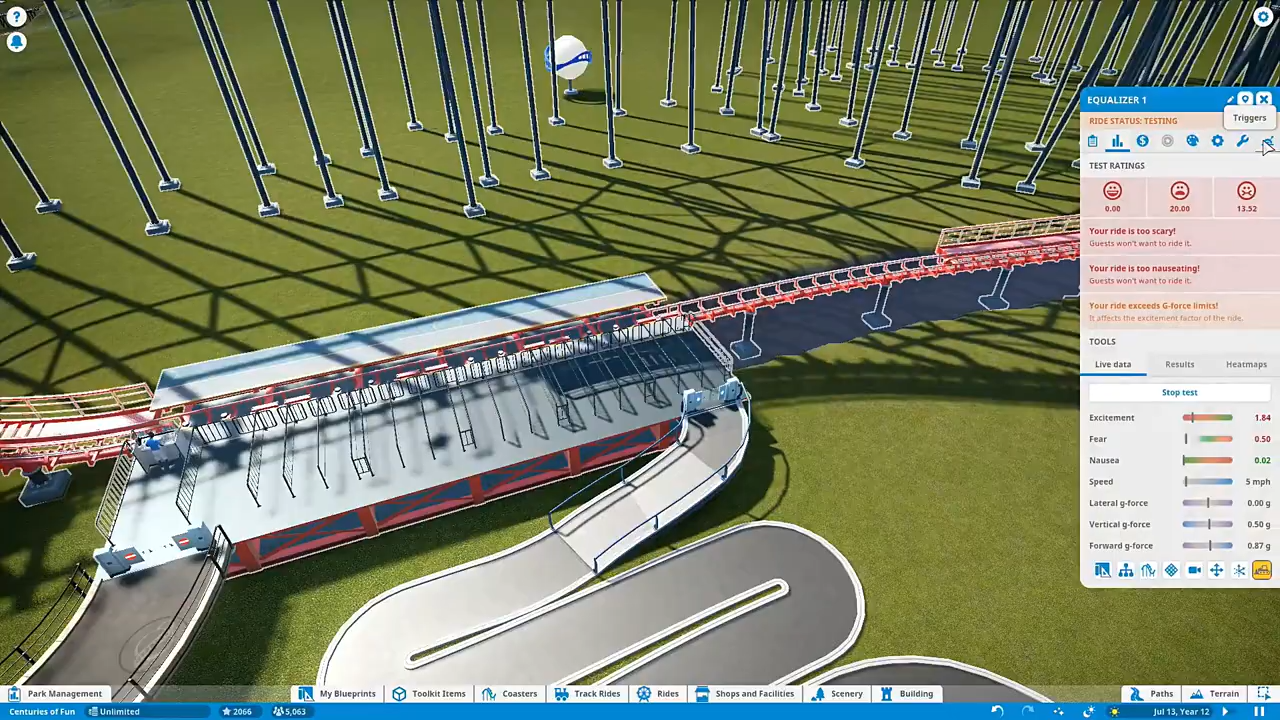 ?
EQUALIZER 1
Triggers
RIDE STATUS: TESTING
TEST RATINGS
0.00 20.00 13.52
Your ride is too scary!
Guests won't want to ride it.
Your ride is too nauseating!
Guests won't want to ride it.
Your ride exceeds G-force limits!
It affects the excitement factor of the ride.
TOOLS
Live data Results Heatmaps
Stop test
Excitement 1.84
Fear 0.50
Nausea 0.02
Speed 5 mph
Lateral g-force 0.00 g
Vertical g-force 0.50 g
Forward g-force 0.87 g
Park Management My Blueprints Toolkit Items Coasters Track Rides Rides Shops and Facilities Scenery Building Paths Terrain
Centuries of Fun Unlimited 2066 5,063 Jul 13, Year 12